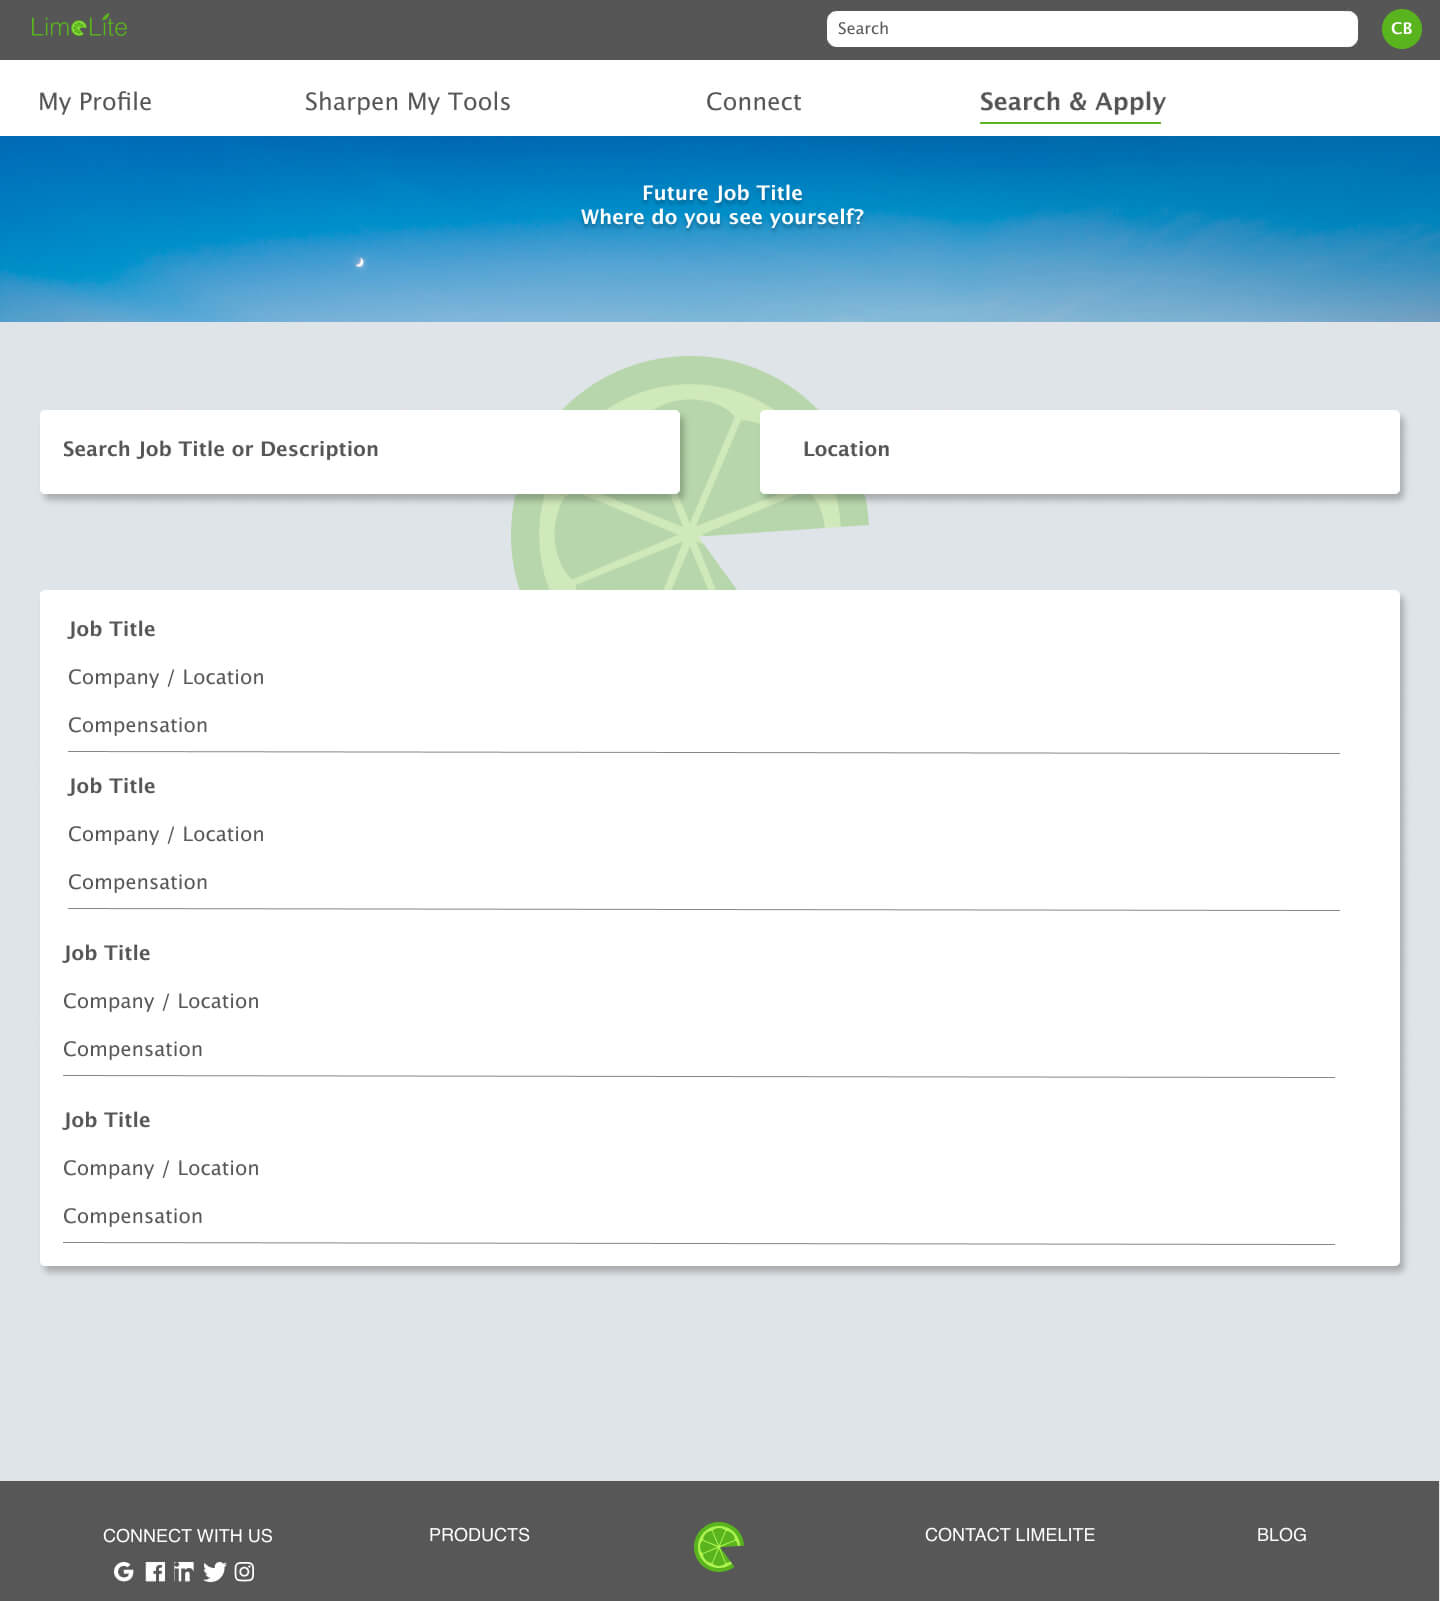 LimeLite
Search
CB
My Profile
Sharpen My Tools
Connect
Search & Apply
Future Job Title
Where do you see yourself?
Search Job Title or Description
Location
Job Title
Company / Location
Compensation
Job Title
Company / Location
Compensation
Job Title
Company / Location
Compensation
Job Title
Company / Location
Compensation
CONNECT WITH US
PRODUCTS
CONTACT LIMELITE
BLOG